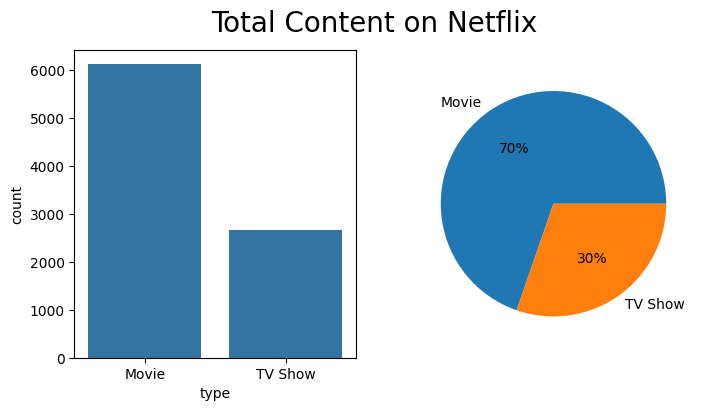 Total Content on Netflix
6000
5000
4000
3000
2000
1000
0
count
Movie TV Show
type
Movie
70%
30%
TV Show